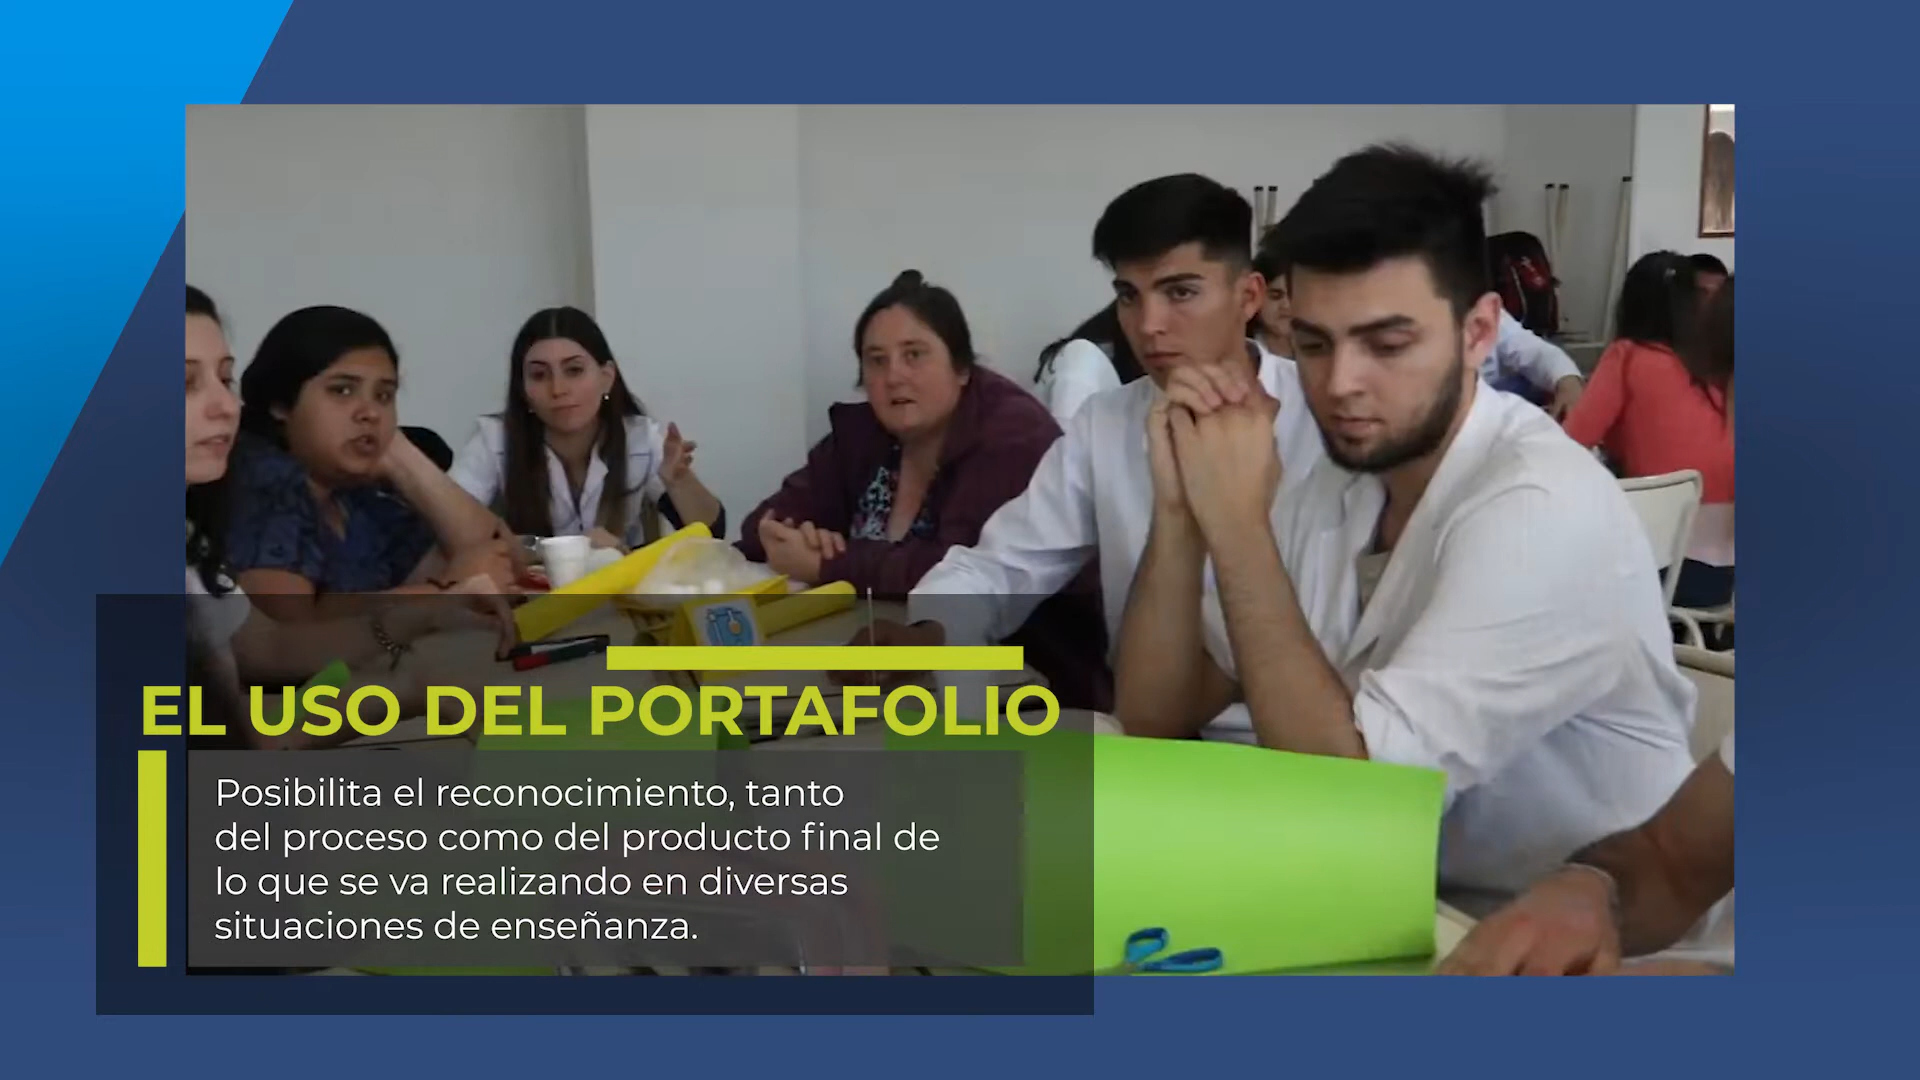 EL USO DEL PORTAFOLIO
Posibilita el reconocimiento, tanto
del proceso como del producto final de
lo que se va realizando en diversas
situaciones de enseñanza.